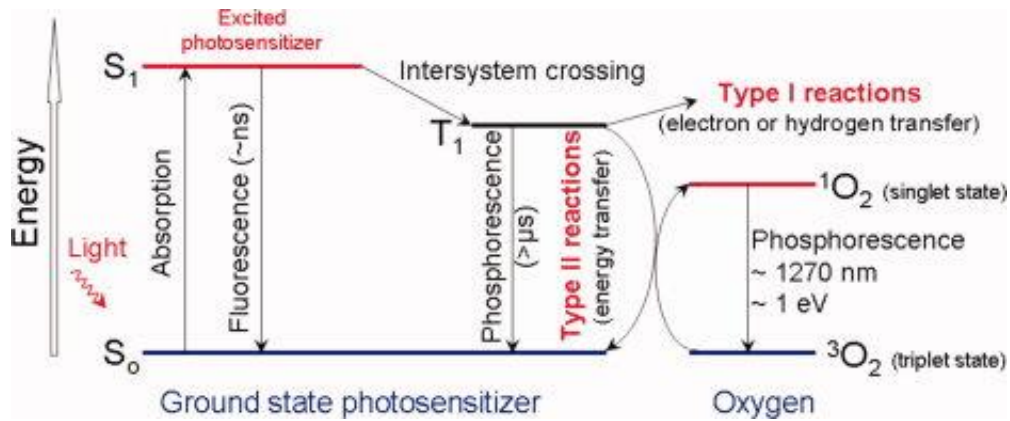 Excited
photosensitizer
S1
Intersystem crossing
Type I reactions
(electron or hydrogen transfer)
T1
Energy
Light
Absorption
Fluorescence (~ns)
Phosphorescence
(>μs)
Type II reactions
(energy transfer)
1O2 (singlet state)
Phosphorescence
~ 1270 nm
~ 1 eV
So
3O2 (triplet state)
Ground state photosensitizer
Oxygen